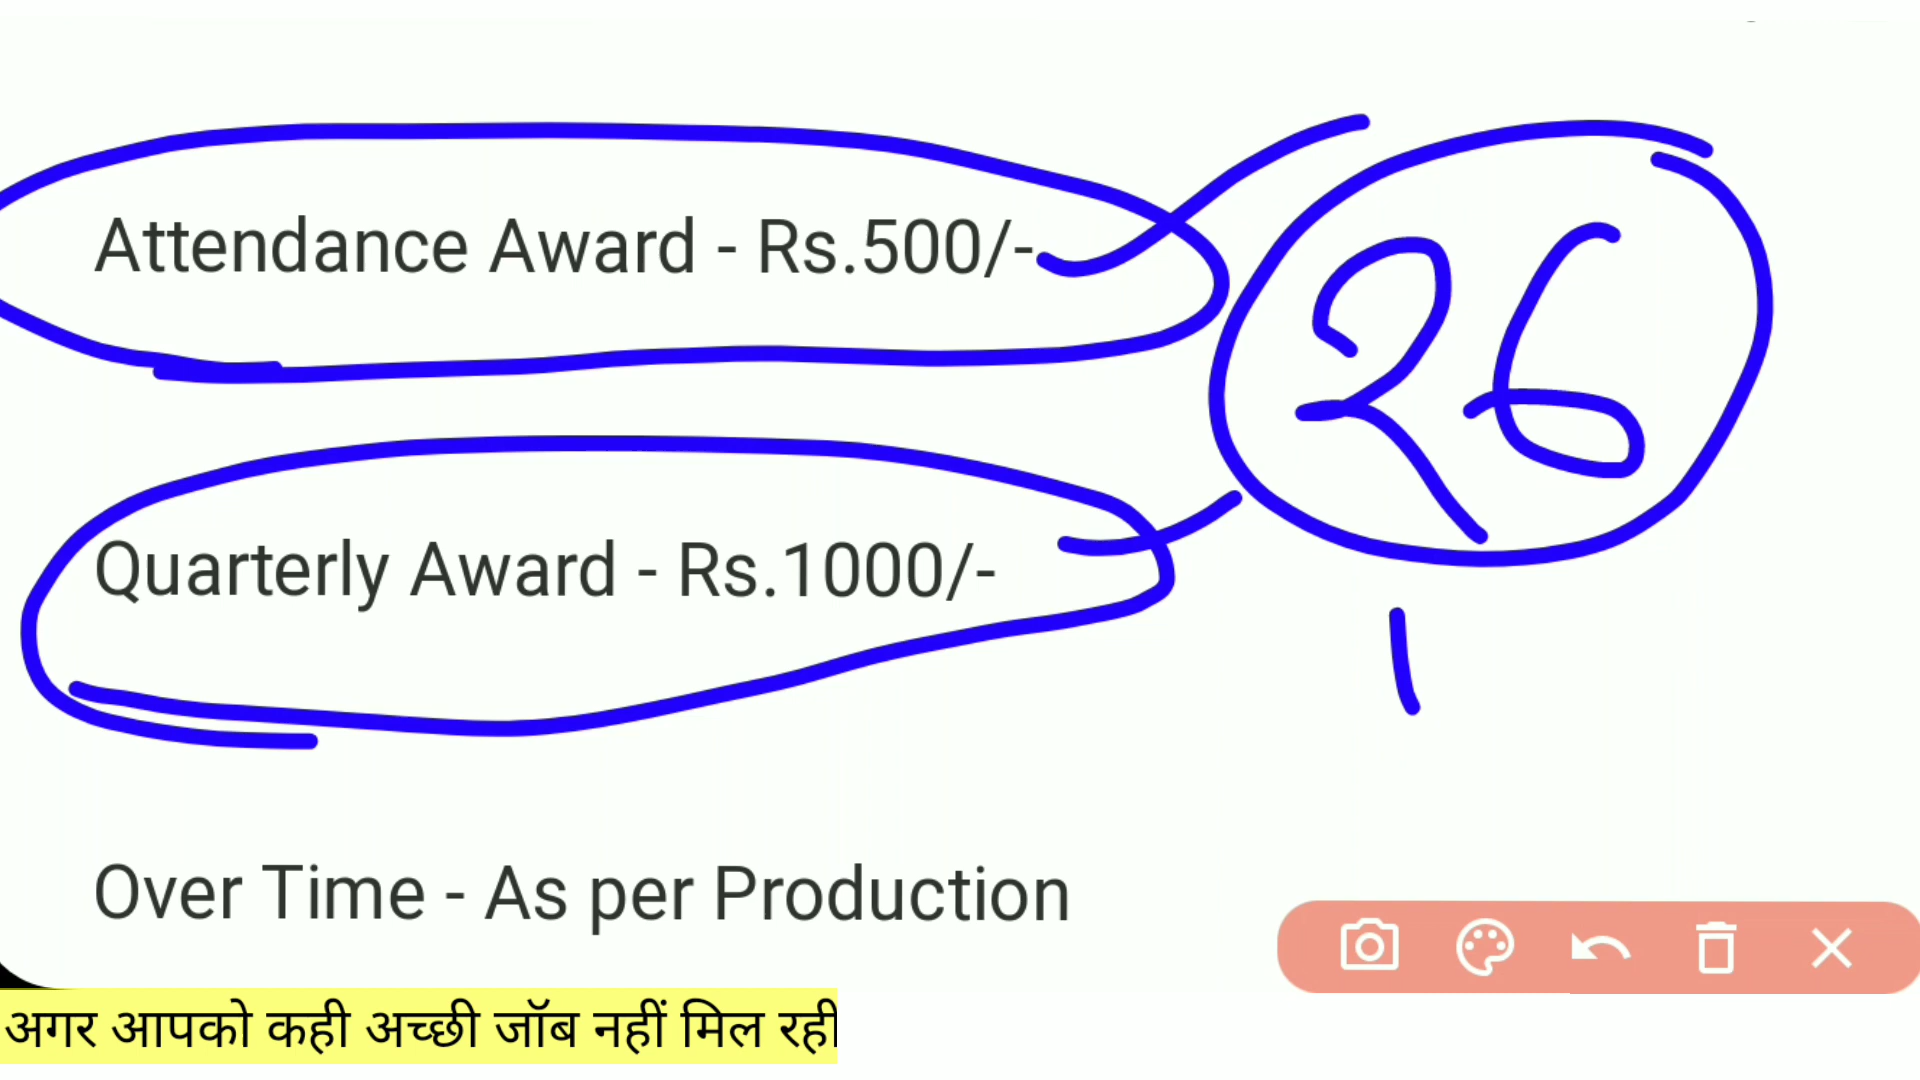 Attendance Award - Rs.500/-
26
Quarterly Award - Rs.1000/-
Over Time - As per Production
अगर आपको कही अच्छी जॉब नहीं मिल रही